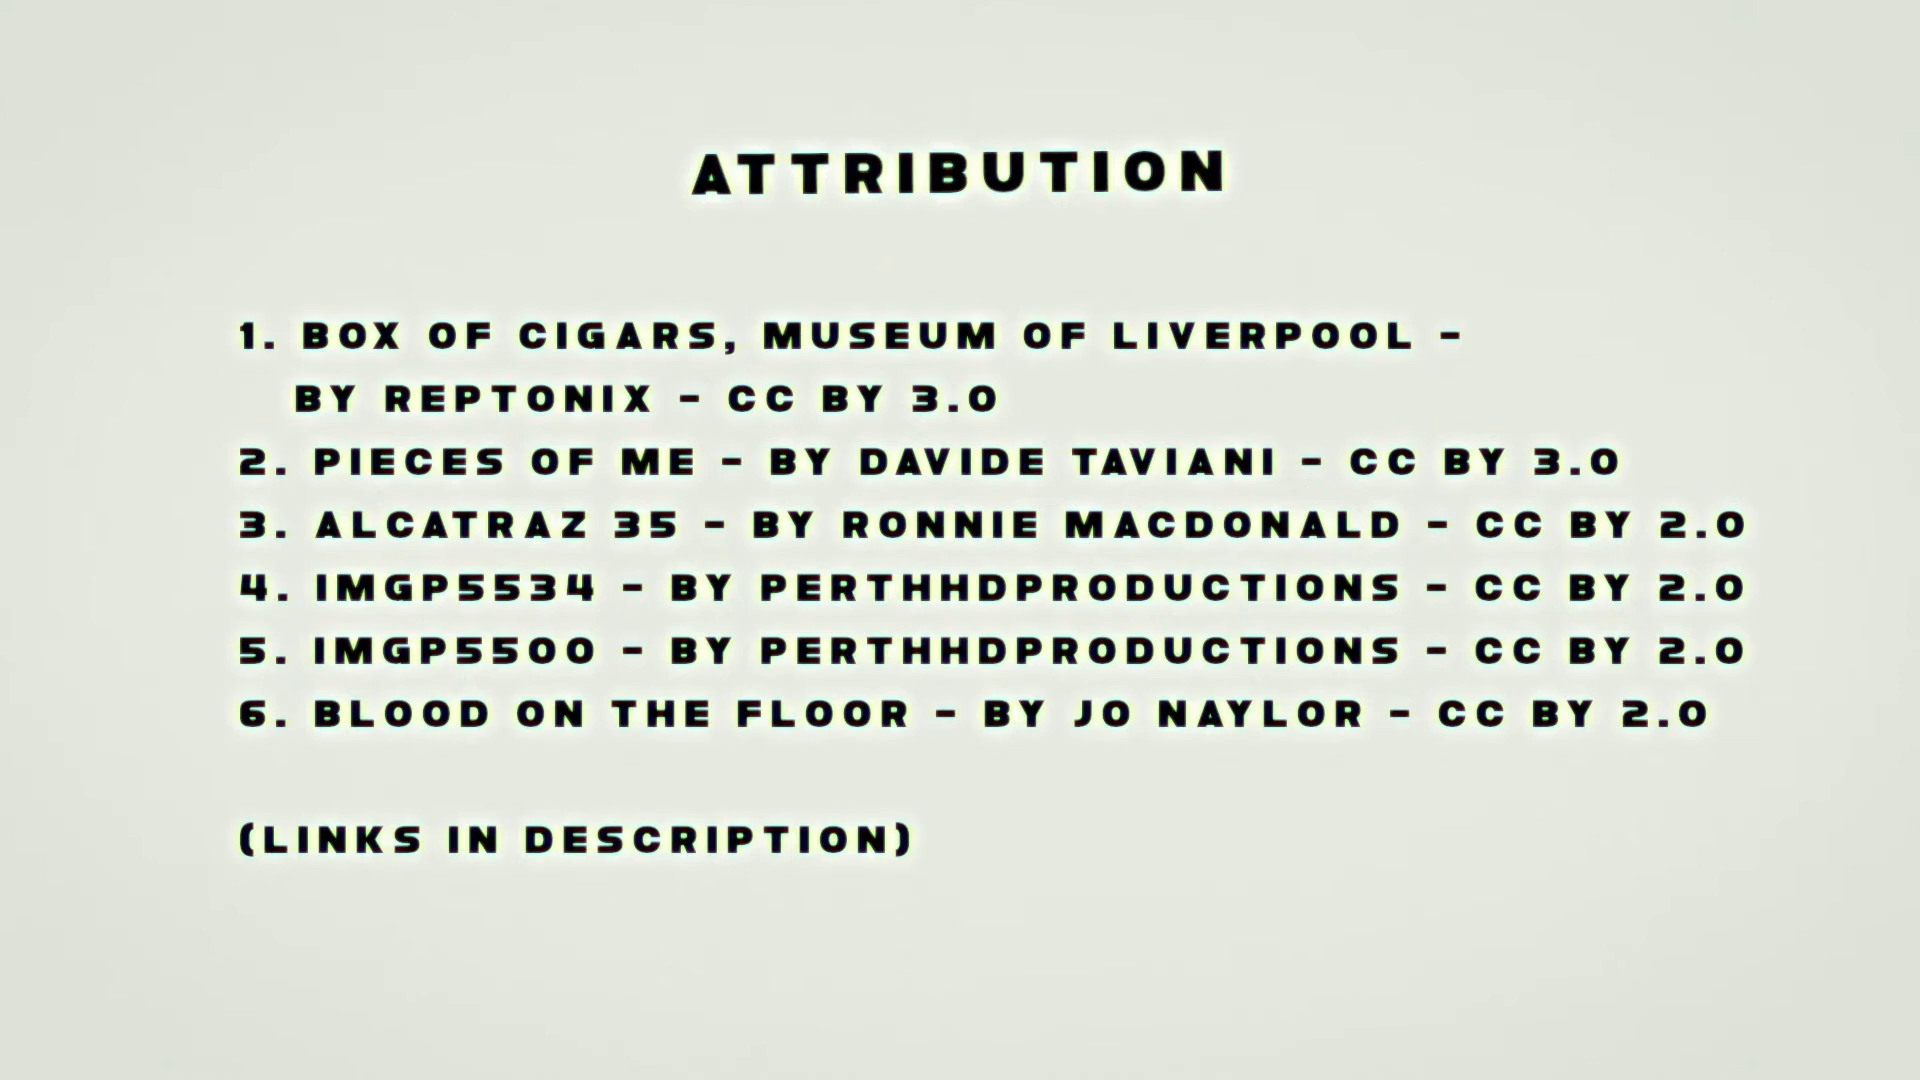 ATTRIBUTION
1. BOX OF CIGARS, MUSEUM OF LIVERPOOL -
BY REPTONIX - CC BY 3.0
2. PIECES OF ME - BY DAVIDE TAVIANI - CC BY 3.0
3. ALCATRAZ 35 - BY RONNIE MACDONALD - CC BY 2.0
4. IMGP5534 - BY PERTHHDPRODUCTIONS - CC BY 2.0
5. IMGP5500 - BY PERTHHDPRODUCTIONS - CC BY 2.0
6. BLOOD ON THE FLOOR - BY JO NAYLOR - CC BY 2.0
(LINKS IN DESCRIPTION)